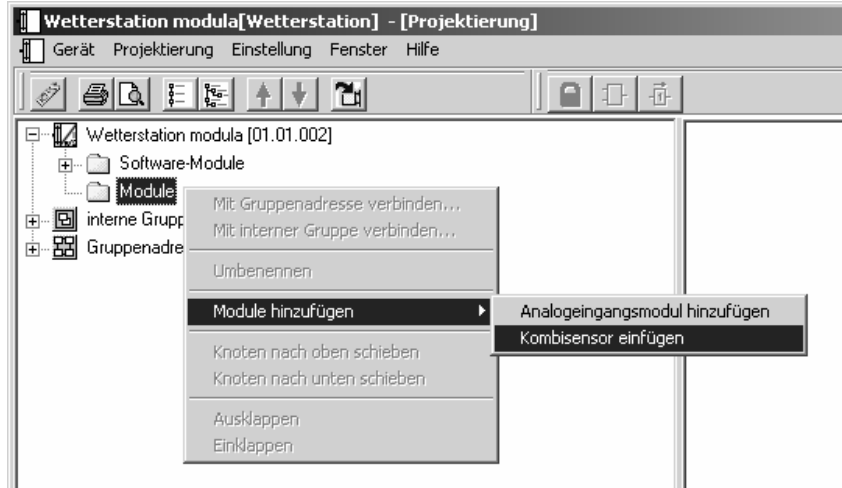 Wetterstation modula[Wetterstation] - [Projektierung]
Gerät Projektierung Einstellung Fenster Hilfe
Wetterstation modula [01.01.002]
Software-Module
Module
interne Grupp
Gruppenadre
Mit Gruppenadresse verbinden...
Mit interner Gruppe verbinden...
Umbenennen
Module hinzufügen
Knoten nach oben schieben
Knoten nach unten schieben
Ausklappen
Einklappen
Analogeingangsmodul hinzufügen
Kombisensor einfügen